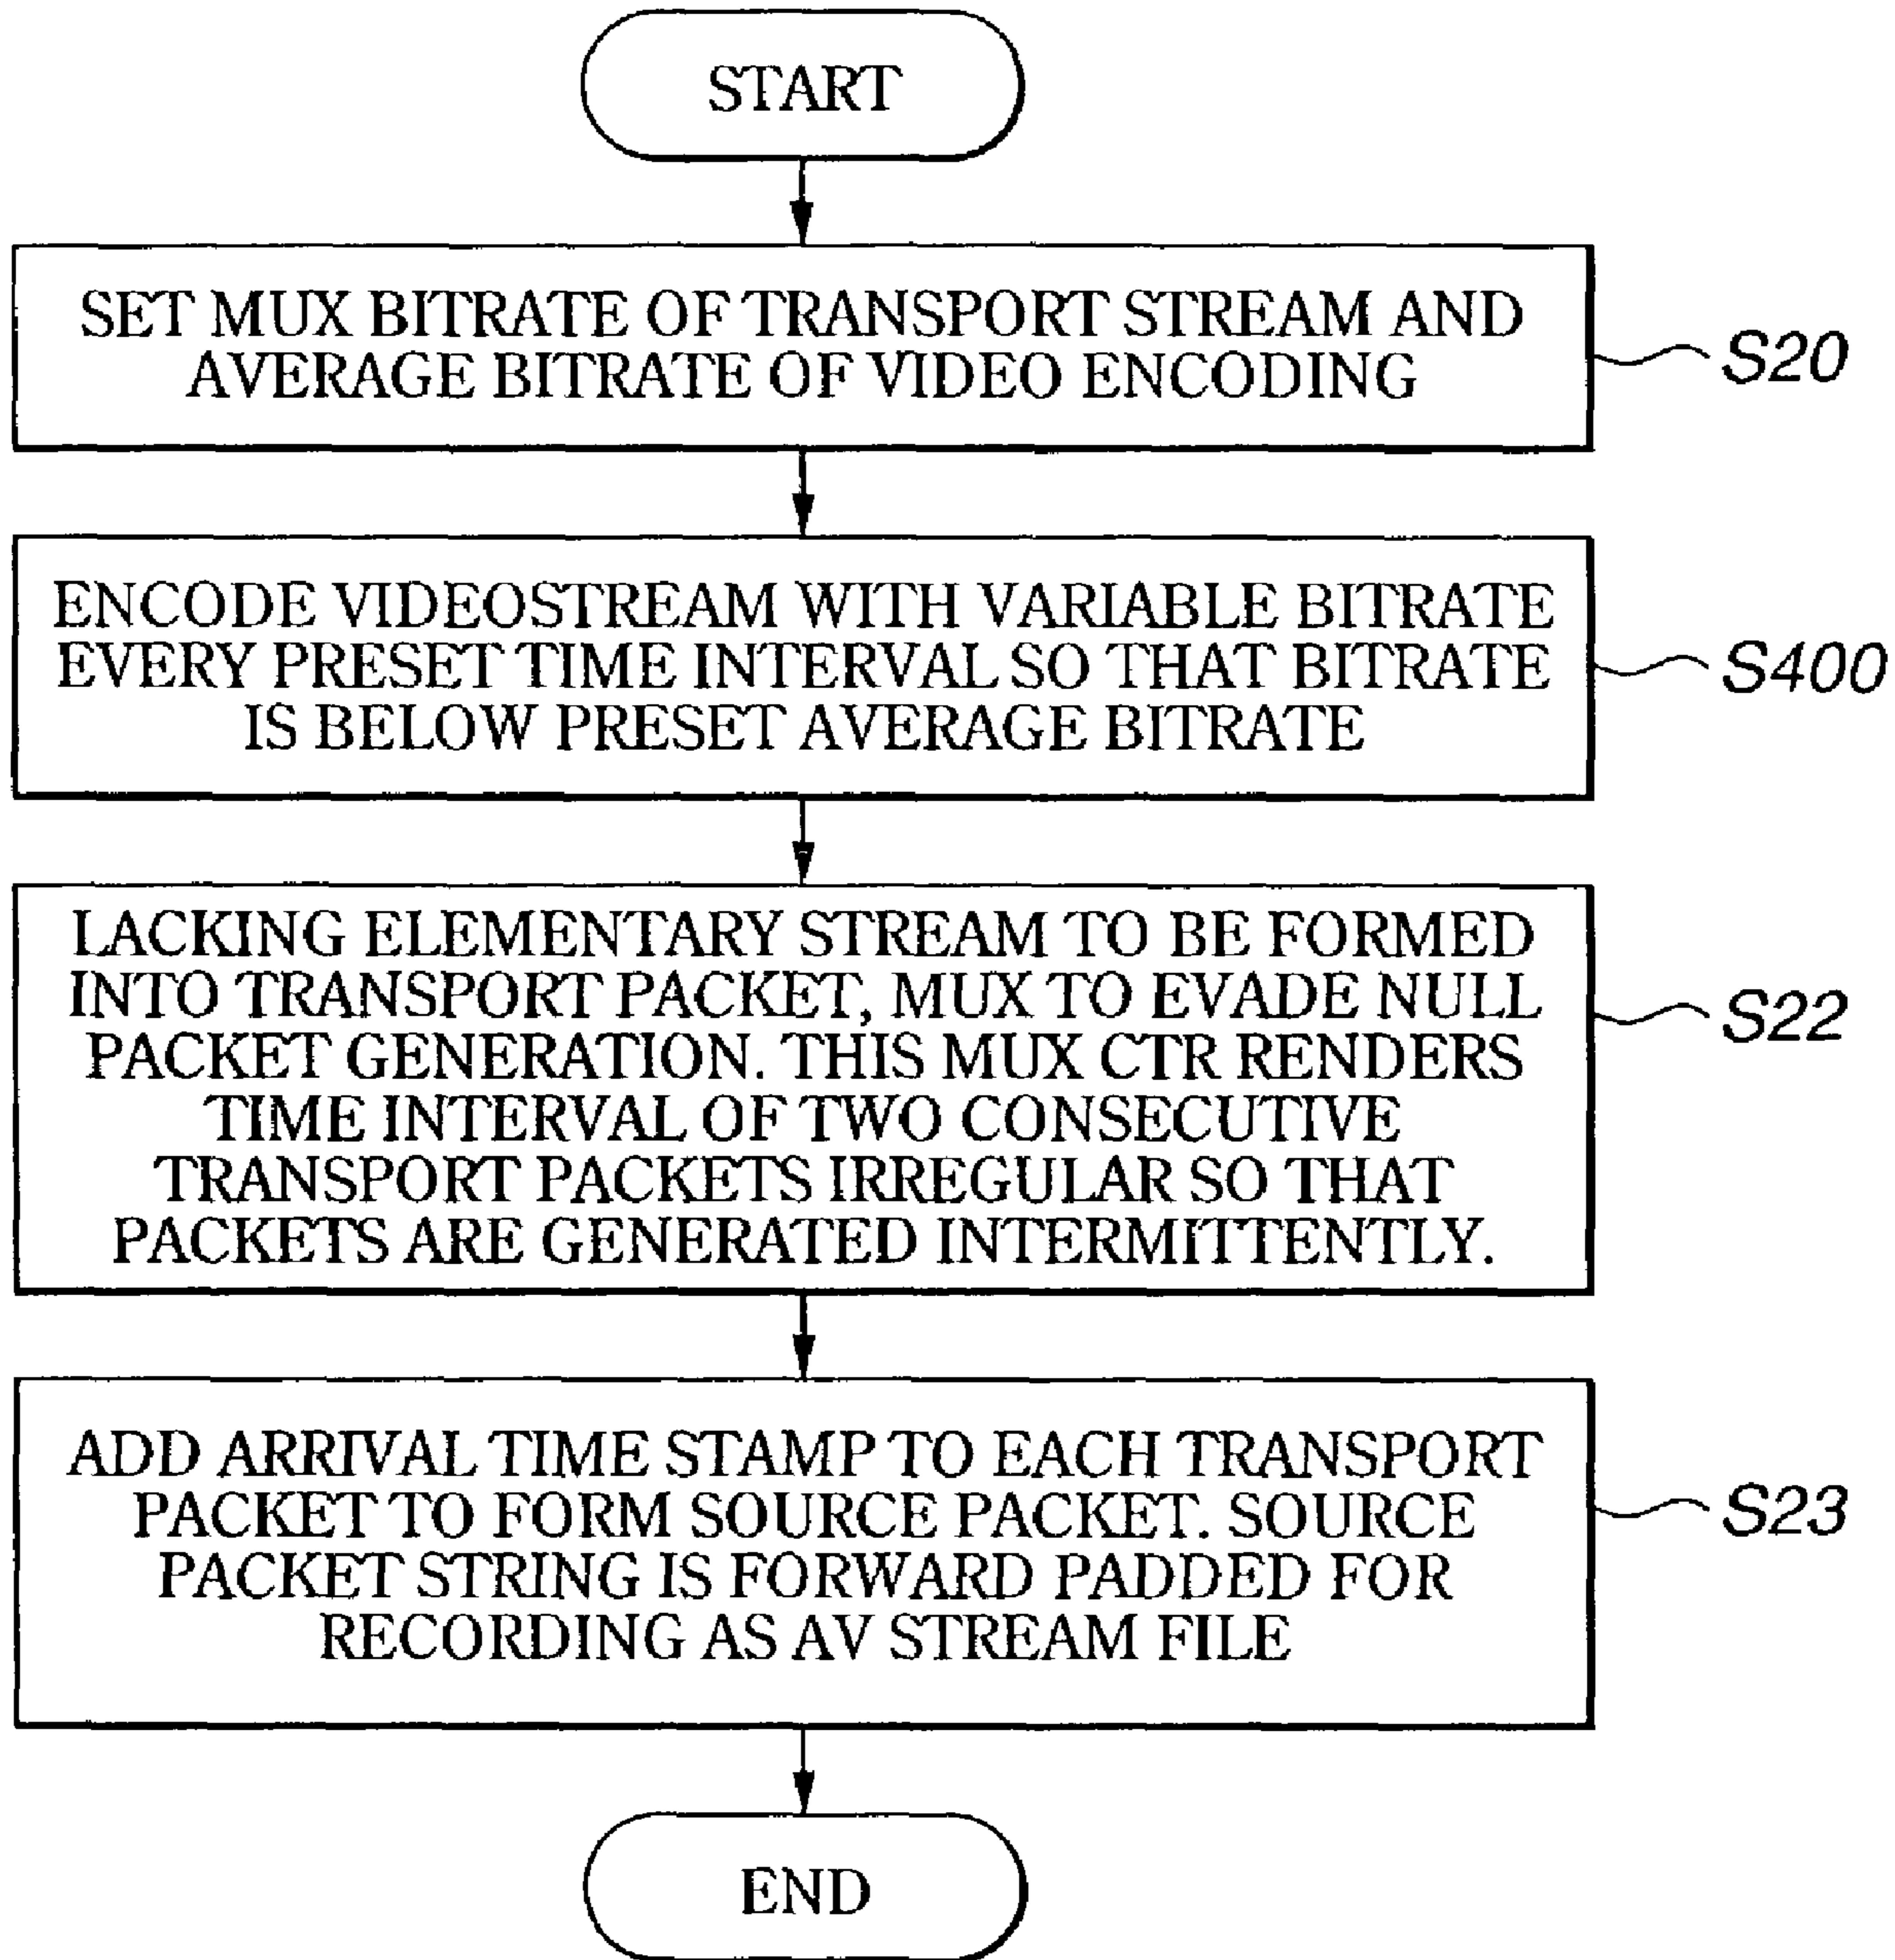 START
SET MUX BITRATE OF TRANSPORT STREAM AND
AVERAGE BITRATE OF VIDEO ENCODING
S20
ENCODE VIDEOSTREAM WITH VARIABLE BITRATE
EVERY PRESET TIME INTERVAL SO THAT BITRATE
IS BELOW PRESET AVERAGE BITRATE
S400
LACKING ELEMENTARY STREAM TO BE FORMED
INTO TRANSPORT PACKET, MUX TO EVADE NULL
PACKET GENERATION. THIS MUX CTR RENDERS
TIME INTERVAL OF TWO CONSECUTIVE
TRANSPORT PACKETS IRREGULAR SO THAT
PACKETS ARE GENERATED INTERMITTENTLY.
S22
ADD ARRIVAL TIME STAMP TO EACH TRANSPORT
PACKET TO FORM SOURCE PACKET. SOURCE
PACKET STRING IS FORWARD PADDED FOR
RECORDING AS AV STREAM FILE
S23
END